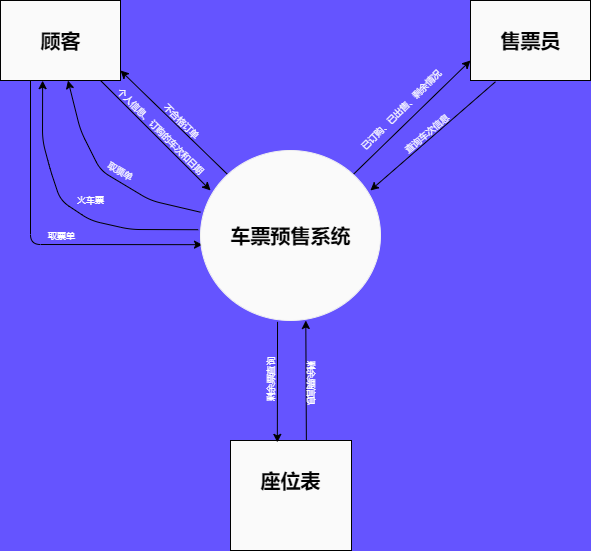 顾客
售票员
不合格订单
个人信息、订购的车次和日期
已订购、已出售、剩余情况
查询车次信息
取票单
火车票
取票单
车票预售系统
剩余票查询
剩余票信息
座位表